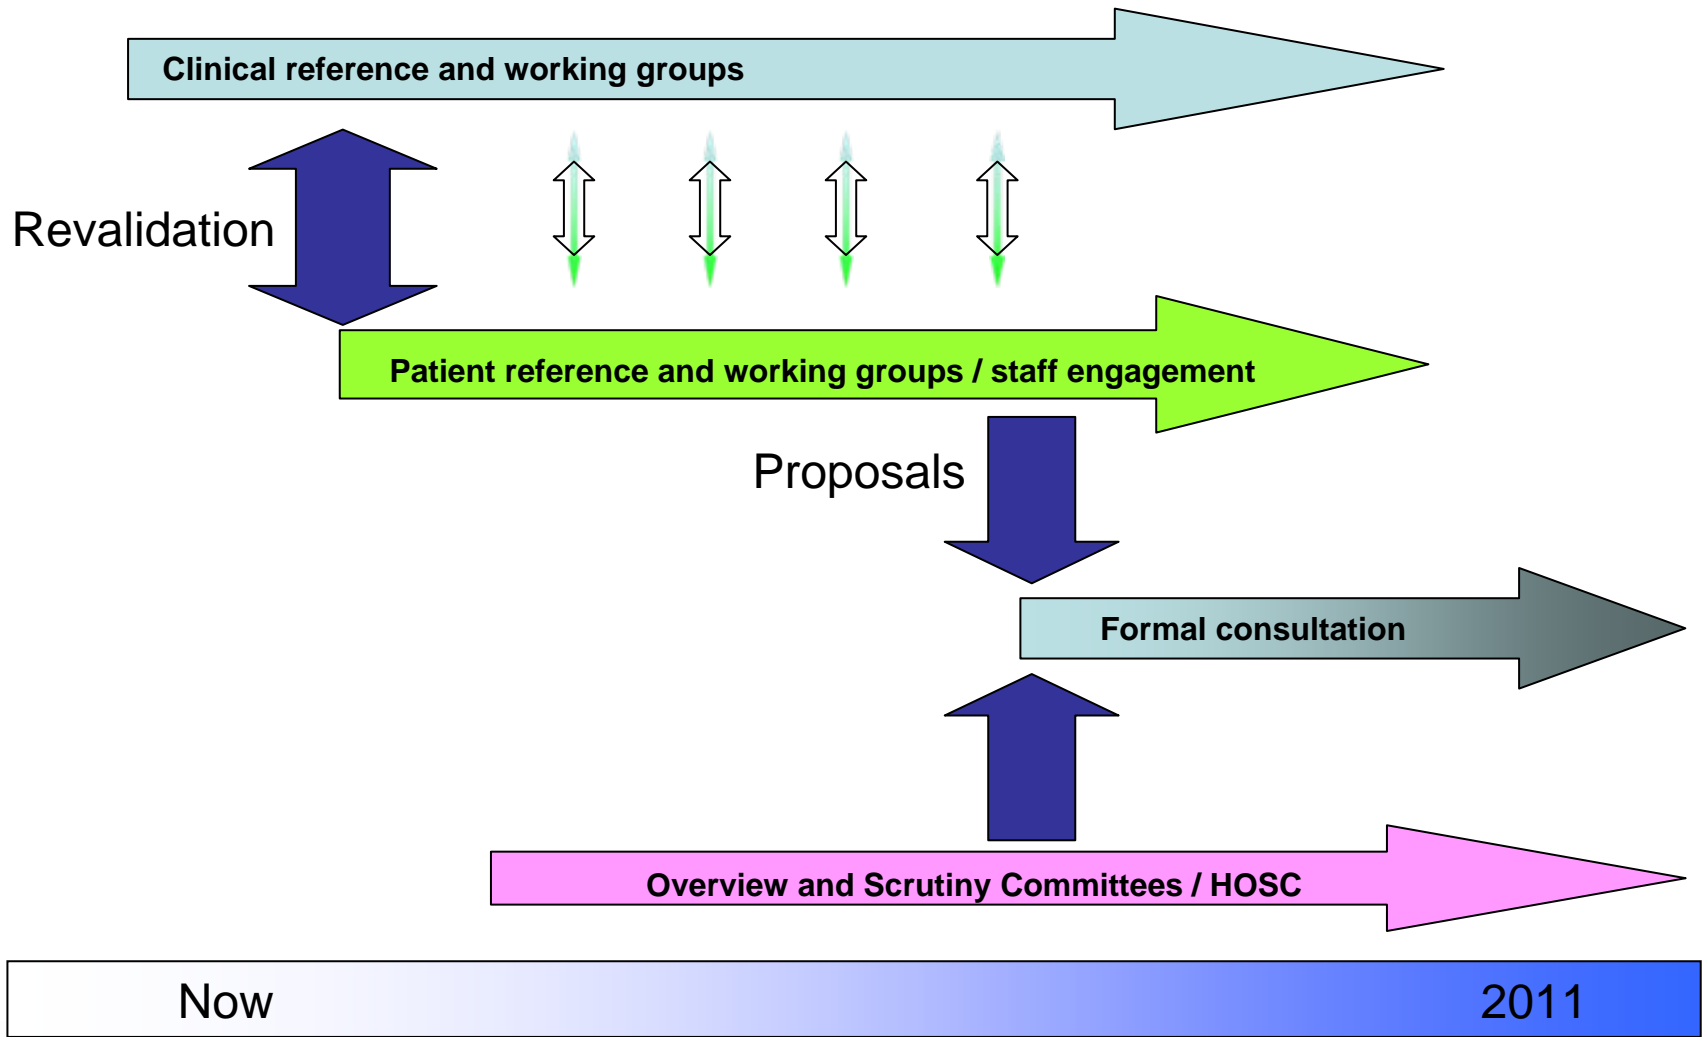 Clinical reference and working groups
Revalidation
Patient reference and working groups / staff engagement
Proposals
Formal consultation
Overview and Scrutiny Committees / HOSC
Now
2011